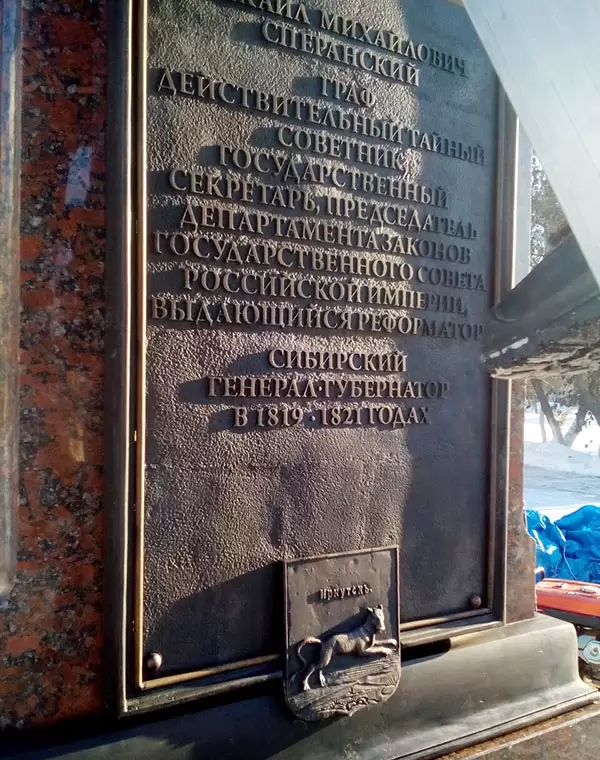 МИХАИЛ МИХАЙЛОВИЧ
СПЕРАНСКИЙ
ГРАФ
ДЕЙСТВИТЕЛЬНЫЙ ТАЙНЫЙ
СОВЕТНИК,
ГОСУДАРСТВЕННЫЙ
СЕКРЕТАРЬ, ПРЕДСЕДАТЕЛЬ
ДЕПАРТАМЕНТА ЗАКОНОВ
ГОСУДАРСТВЕННОГО СОВЕТА
РОССИЙСКОЙ ИМПЕРИИ,
ВЫДАЮЩИЙСЯ РЕФОРМАТОР
СИБИРСКИЙ
ГЕНЕРАЛ-ГУБЕРНАТОР
В 1819 - 1821 ГОДАХ
Иркутскъ.